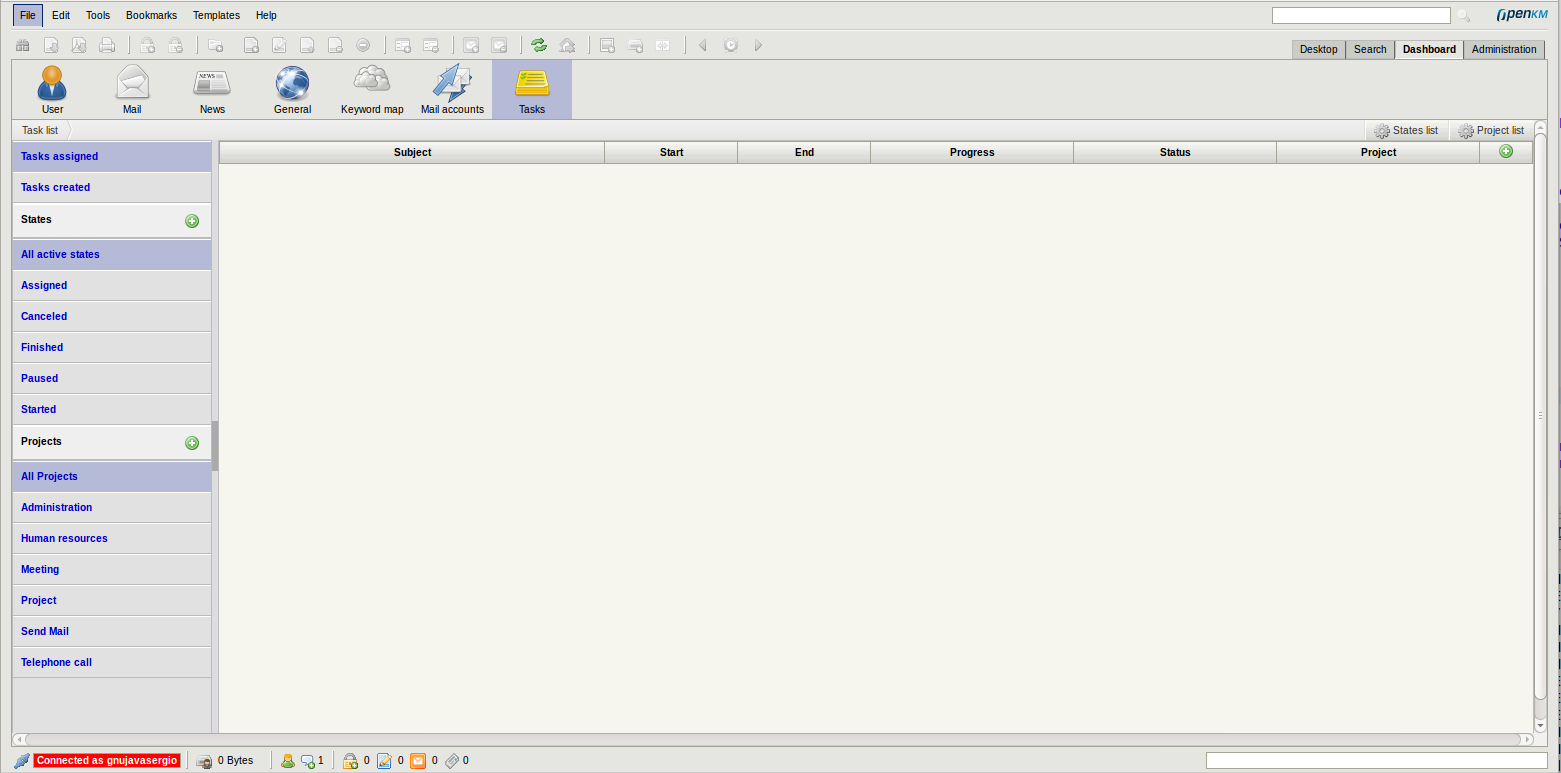 File Edit Tools Bookmarks Templates Help
OPENKM
Desktop Search Dashboard Administration
NEWS
User Mail News General Keyword map Mail accounts Tasks
Task list States list Project list
Tasks assigned
Subject Start End Progress Status Project
Tasks created
States
All active states
Assigned
Canceled
Finished
Paused
Started
Projects
All Projects
Administration
Human resources
Meeting
Project
Send Mail
Telephone call
Connected as gnujavasergio 0 Bytes 1 0 0 0 0